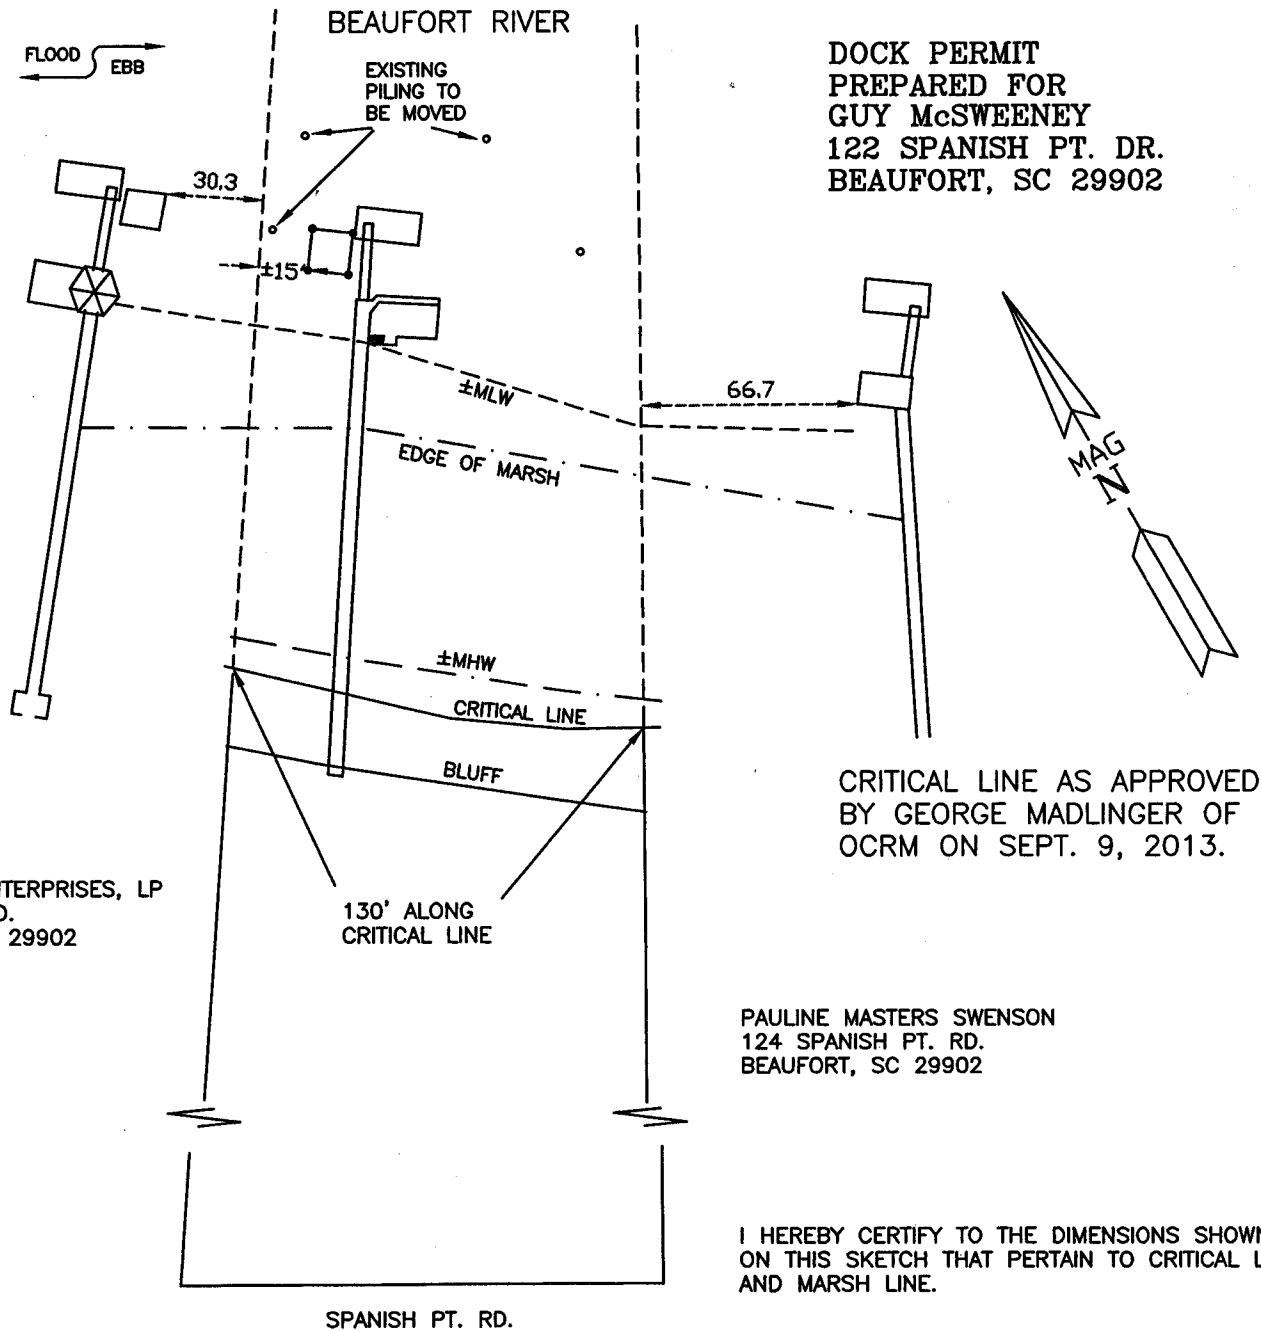 BEAUFORT RIVER
FLOOD
EBB
EXISTING
PILING TO
BE MOVED
DOCK PERMIT
PREPARED FOR
GUY McSWEENEY
122 SPANISH PT. DR.
BEAUFORT, SC 29902
30.3
±15'
±MLW
66.7
EDGE OF MARSH
MAG
N
±MHW
CRITICAL LINE
BLUFF
CRITICAL LINE AS APPROVED
BY GEORGE MADLINGER OF
OCRM ON SEPT. 9, 2013.
TERPRISES, LP
D.
29902
130' ALONG
CRITICAL LINE
PAULINE MASTERS SWENSON
124 SPANISH PT. RD.
BEAUFORT, SC 29902
I HEREBY CERTIFY TO THE DIMENSIONS SHOWN
ON THIS SKETCH THAT PERTAIN TO CRITICAL L
AND MARSH LINE.
SPANISH PT. RD.